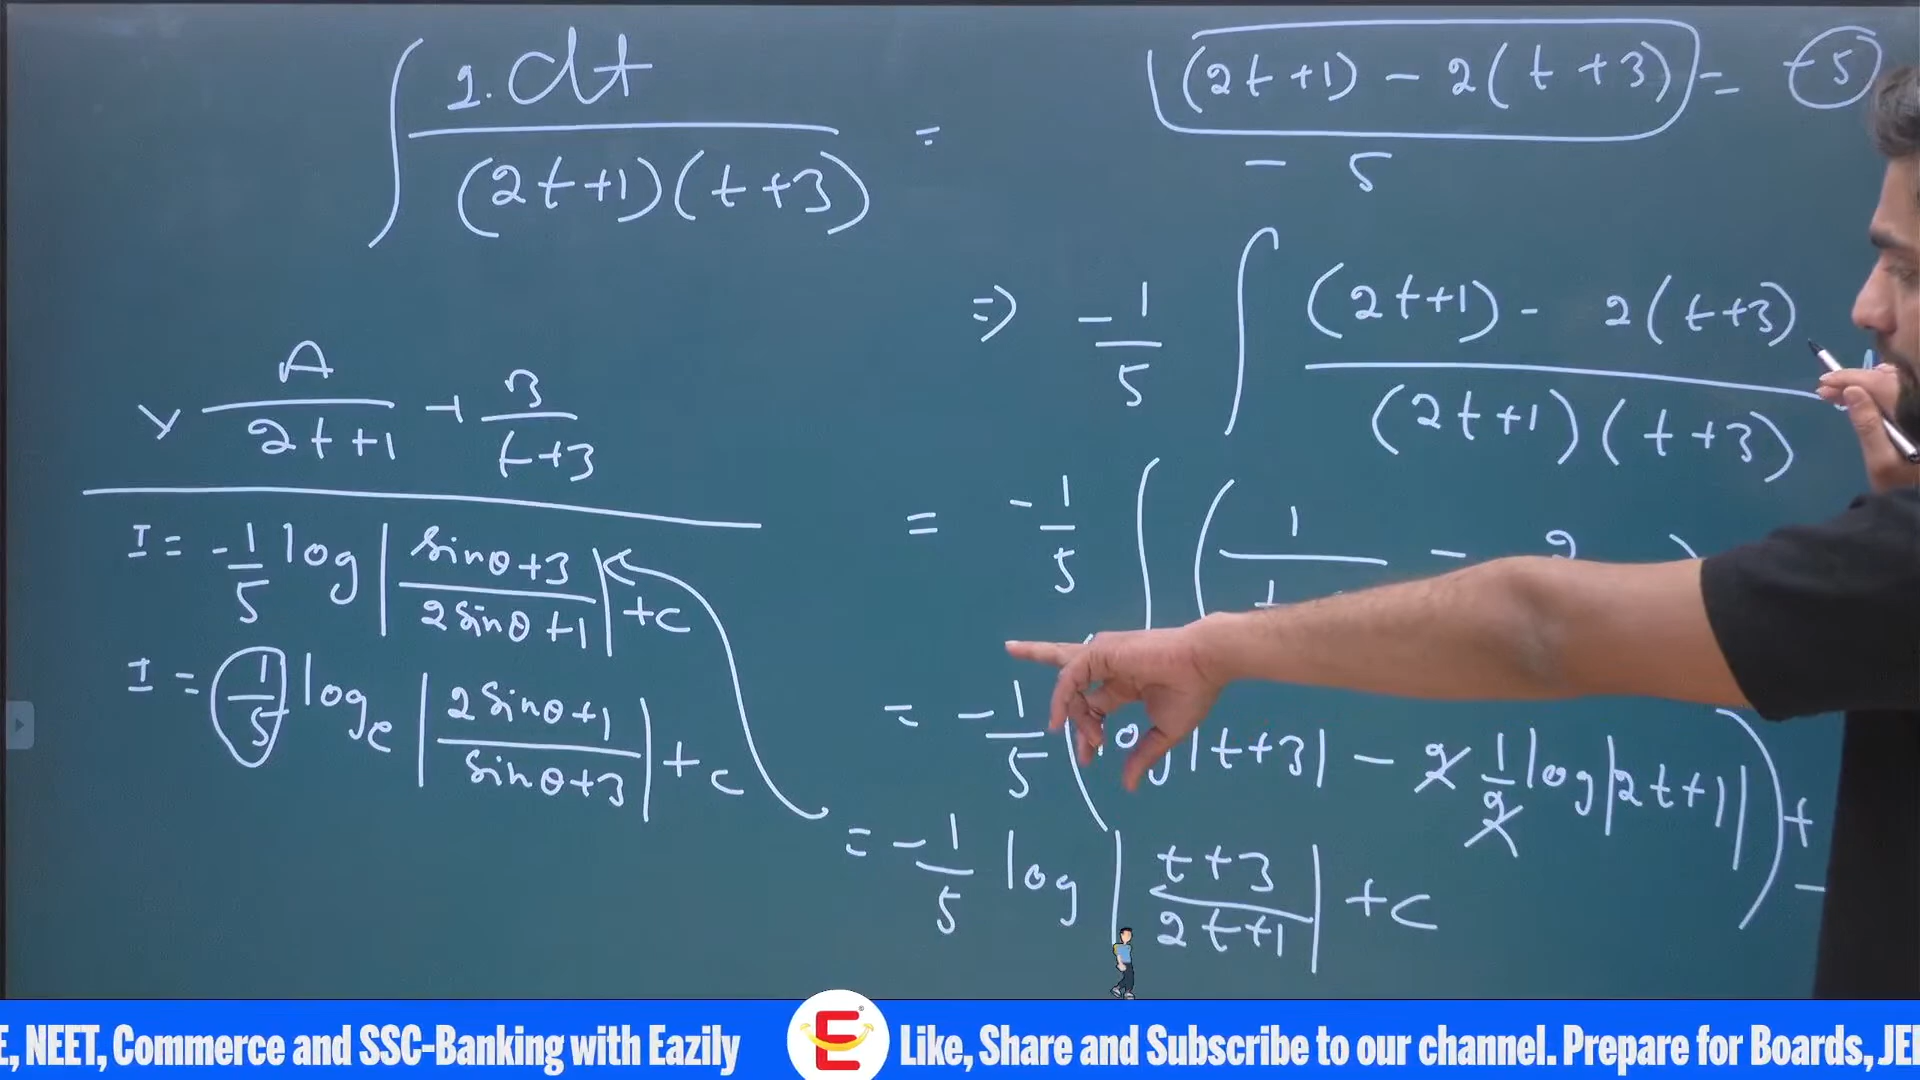 ∫ 1.dt / (2t+1)(t+3) =
(2t+1) - 2(t+3) / -5 = -5
⇒ -1/5 ∫ (2t+1) - 2(t+3) / (2t+1)(t+3)
A / 2t+1 + B / t+3
= -1/5 ∫ ( 1 / - 2 )
= -1/5 ( log |t+3| - 2 1/2 log |2t+1| ) +
= -1/5 log | t+3 / 2t+1 | +c
I = -1/5 log | sinθ+3 / 2sinθ+1 | +c
I = 1/5 log e | 2sinθ+1 / sinθ+3 | +c
E, NEET, Commerce and SSC-Banking with Eazily
E
Like, Share and Subscribe to our channel. Prepare for Boards, JE